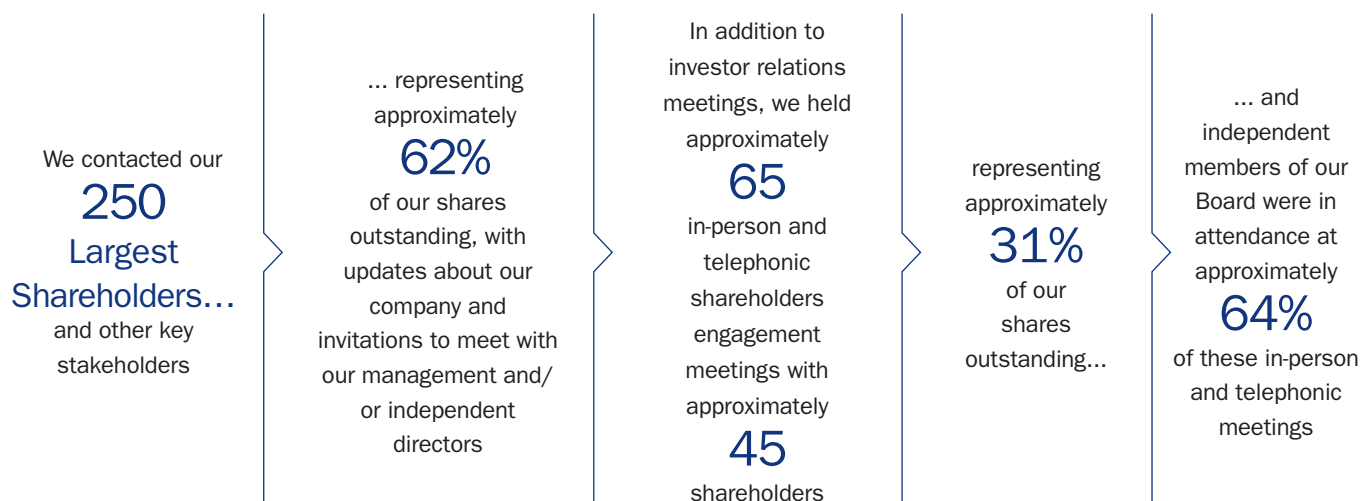 We contacted our
250
Largest
Shareholders...
and other key
stakeholders
... representing
approximately
62%
of our shares
outstanding, with
updates about our
company and
invitations to meet with
our management and/
or independent
directors
In addition to
investor relations
meetings, we held
approximately
65
in-person and
telephonic
shareholders
engagement
meetings with
approximately
45
shareholders
representing
approximately
31%
of our
shares
outstanding...
... and
independent
members of our
Board were in
attendance at
approximately
64%
of these in-person
and telephonic
meetings